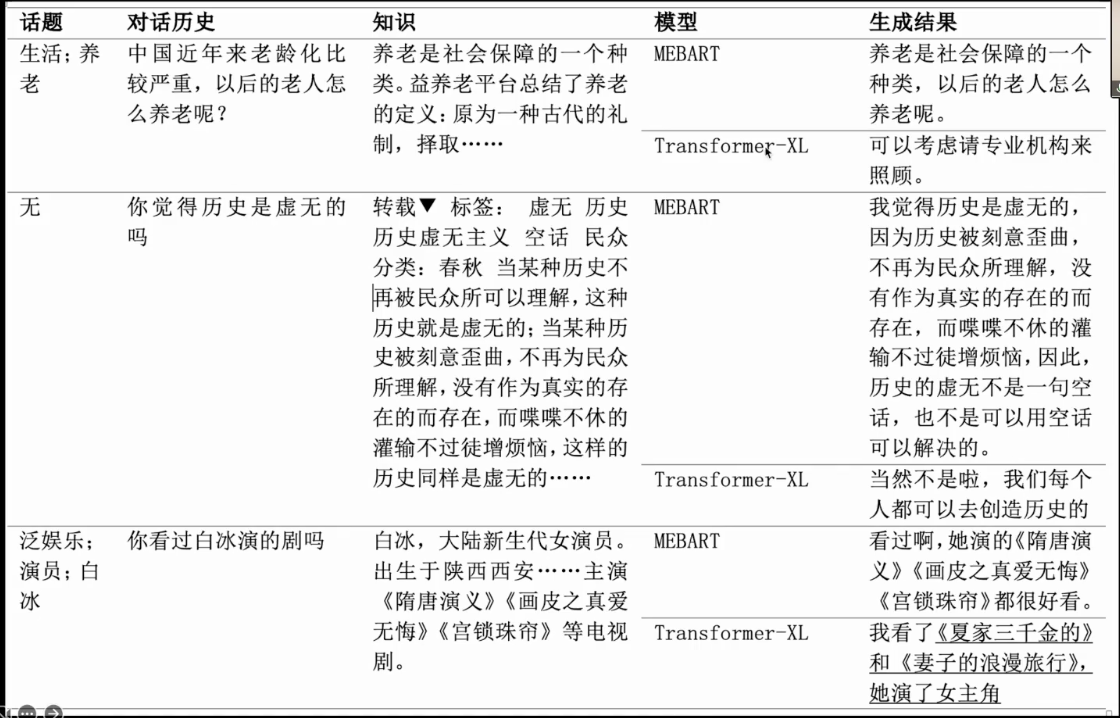 话题 对话历史 知识 模型 生成结果
生活；养老
中国近年来老龄化比
较严重，以后的老人怎
么养老呢？
养老是社会保障的一个种
类。益养老平台总结了养老
的定义：原为一种古代的礼
制，择取……
MEBART
养老是社会保障的一个
种类，以后的老人怎么
养老呢。
Transformer-XL
可以考虑请专业机构来
照顾。
无
你觉得历史是虚无的
吗
转载▼ 标签： 虚无 历史
历史虚无主义 空话 民众
分类：春秋 当某种历史不
再被民众所可以理解，这种
历史就是虚无的；当某种历
史被刻意歪曲，不再为民众
所理解，没有作为真实的存
在的而存在，而喋喋不休的
灌输不过徒增烦恼，这样的
历史同样是虚无的……
MEBART
我觉得历史是虚无的，
因为历史被刻意歪曲，
不再为民众所理解，没
有作为真实的存在的而
存在，而喋喋不休的灌
输不过徒增烦恼，因此，
历史的虚无不是一句空
话，也不是可以用空话
可以解决的。
Transformer-XL
当然不是啦，我们每个
人都可以去创造历史的
泛娱乐；
演员；白
冰
你看过白冰演的剧吗
白冰，大陆新生代女演员。
出生于陕西西安……主演
《隋唐演义》《画皮之真爱
无悔》《宫锁珠帘》等电视
剧。
MEBART
看过啊，她演的《隋唐演
义》《画皮之真爱无悔》
《宫锁珠帘》都很好看。
Transformer-XL
我看了《夏家三千金的》
和《妻子的浪漫旅行》，
她演了女主角